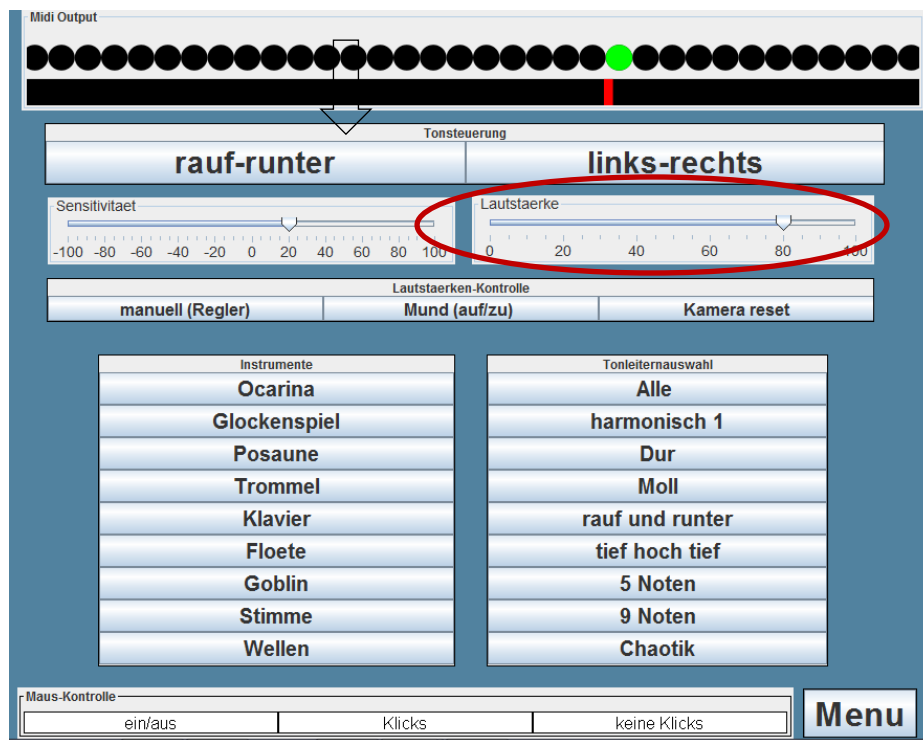 Midi Output
Tonsteuerung
rauf-runter links-rechts
Sensitivitaet Lautstaerke
-100 -80 -60 -40 -20 0 20 40 60 80 100 0 20 40 60 80 100
Lautstaerken-Kontrolle
manuell (Regler) Mund (auf/zu) Kamera reset
Instrumente Tonleiternauswahl
Ocarina Alle
Glockenspiel harmonisch 1
Posaune Dur
Trommel Moll
Klavier rauf und runter
Floete tief hoch tief
Goblin 5 Noten
Stimme 9 Noten
Wellen Chaotik
Maus-Kontrolle
ein/aus Klicks keine Klicks Menu